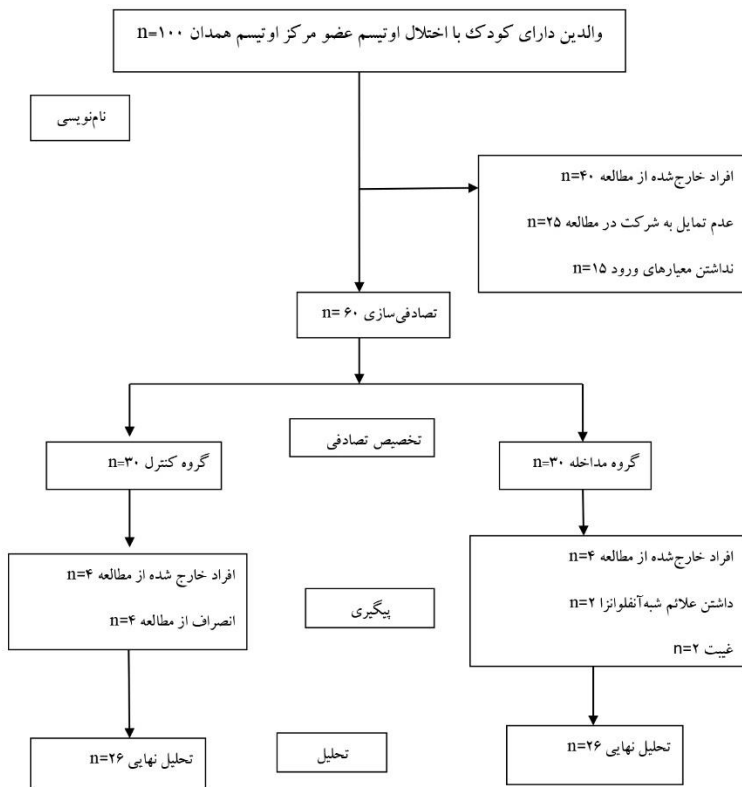 والدین دارای کودک با اختلال اوتیسم عضو مرکز اوتیسم همدان n=۱۰۰
نام‌نویسی
افراد خارج‌شده از مطالعه n=۴۰
عدم تمایل به شرکت در مطالعه n=۲۵
نداشتن معیارهای ورود n=۱۵
تصادفی‌سازی n= ۶۰
تخصیص تصادفی
گروه مداخله n=۳۰
گروه کنترل n=۳۰
افراد خارج‌شده از مطالعه n=۴
داشتن علائم شبه‌آنفلوانزا n=۲
غیبت n=۲
پیگیری
افراد خارج شده از مطالعه n=۴
انصراف از مطالعه n=۴
تحلیل نهایی n=۲۶
تحلیل
تحلیل نهایی n=۲۶